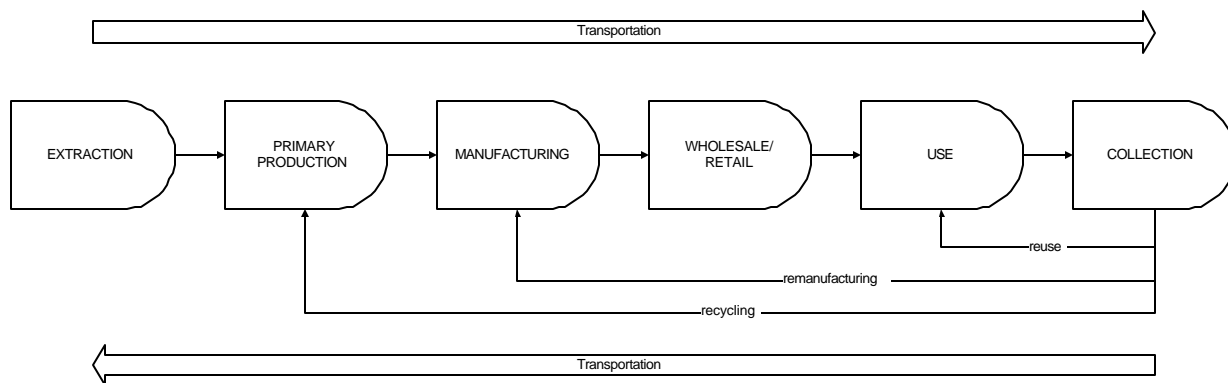 Transportation
EXTRACTION
PRIMARY
PRODUCTION
MANUFACTURING
WHOLESALE/
RETAIL
USE
COLLECTION
reuse
remanufacturing
recycling
Transportation